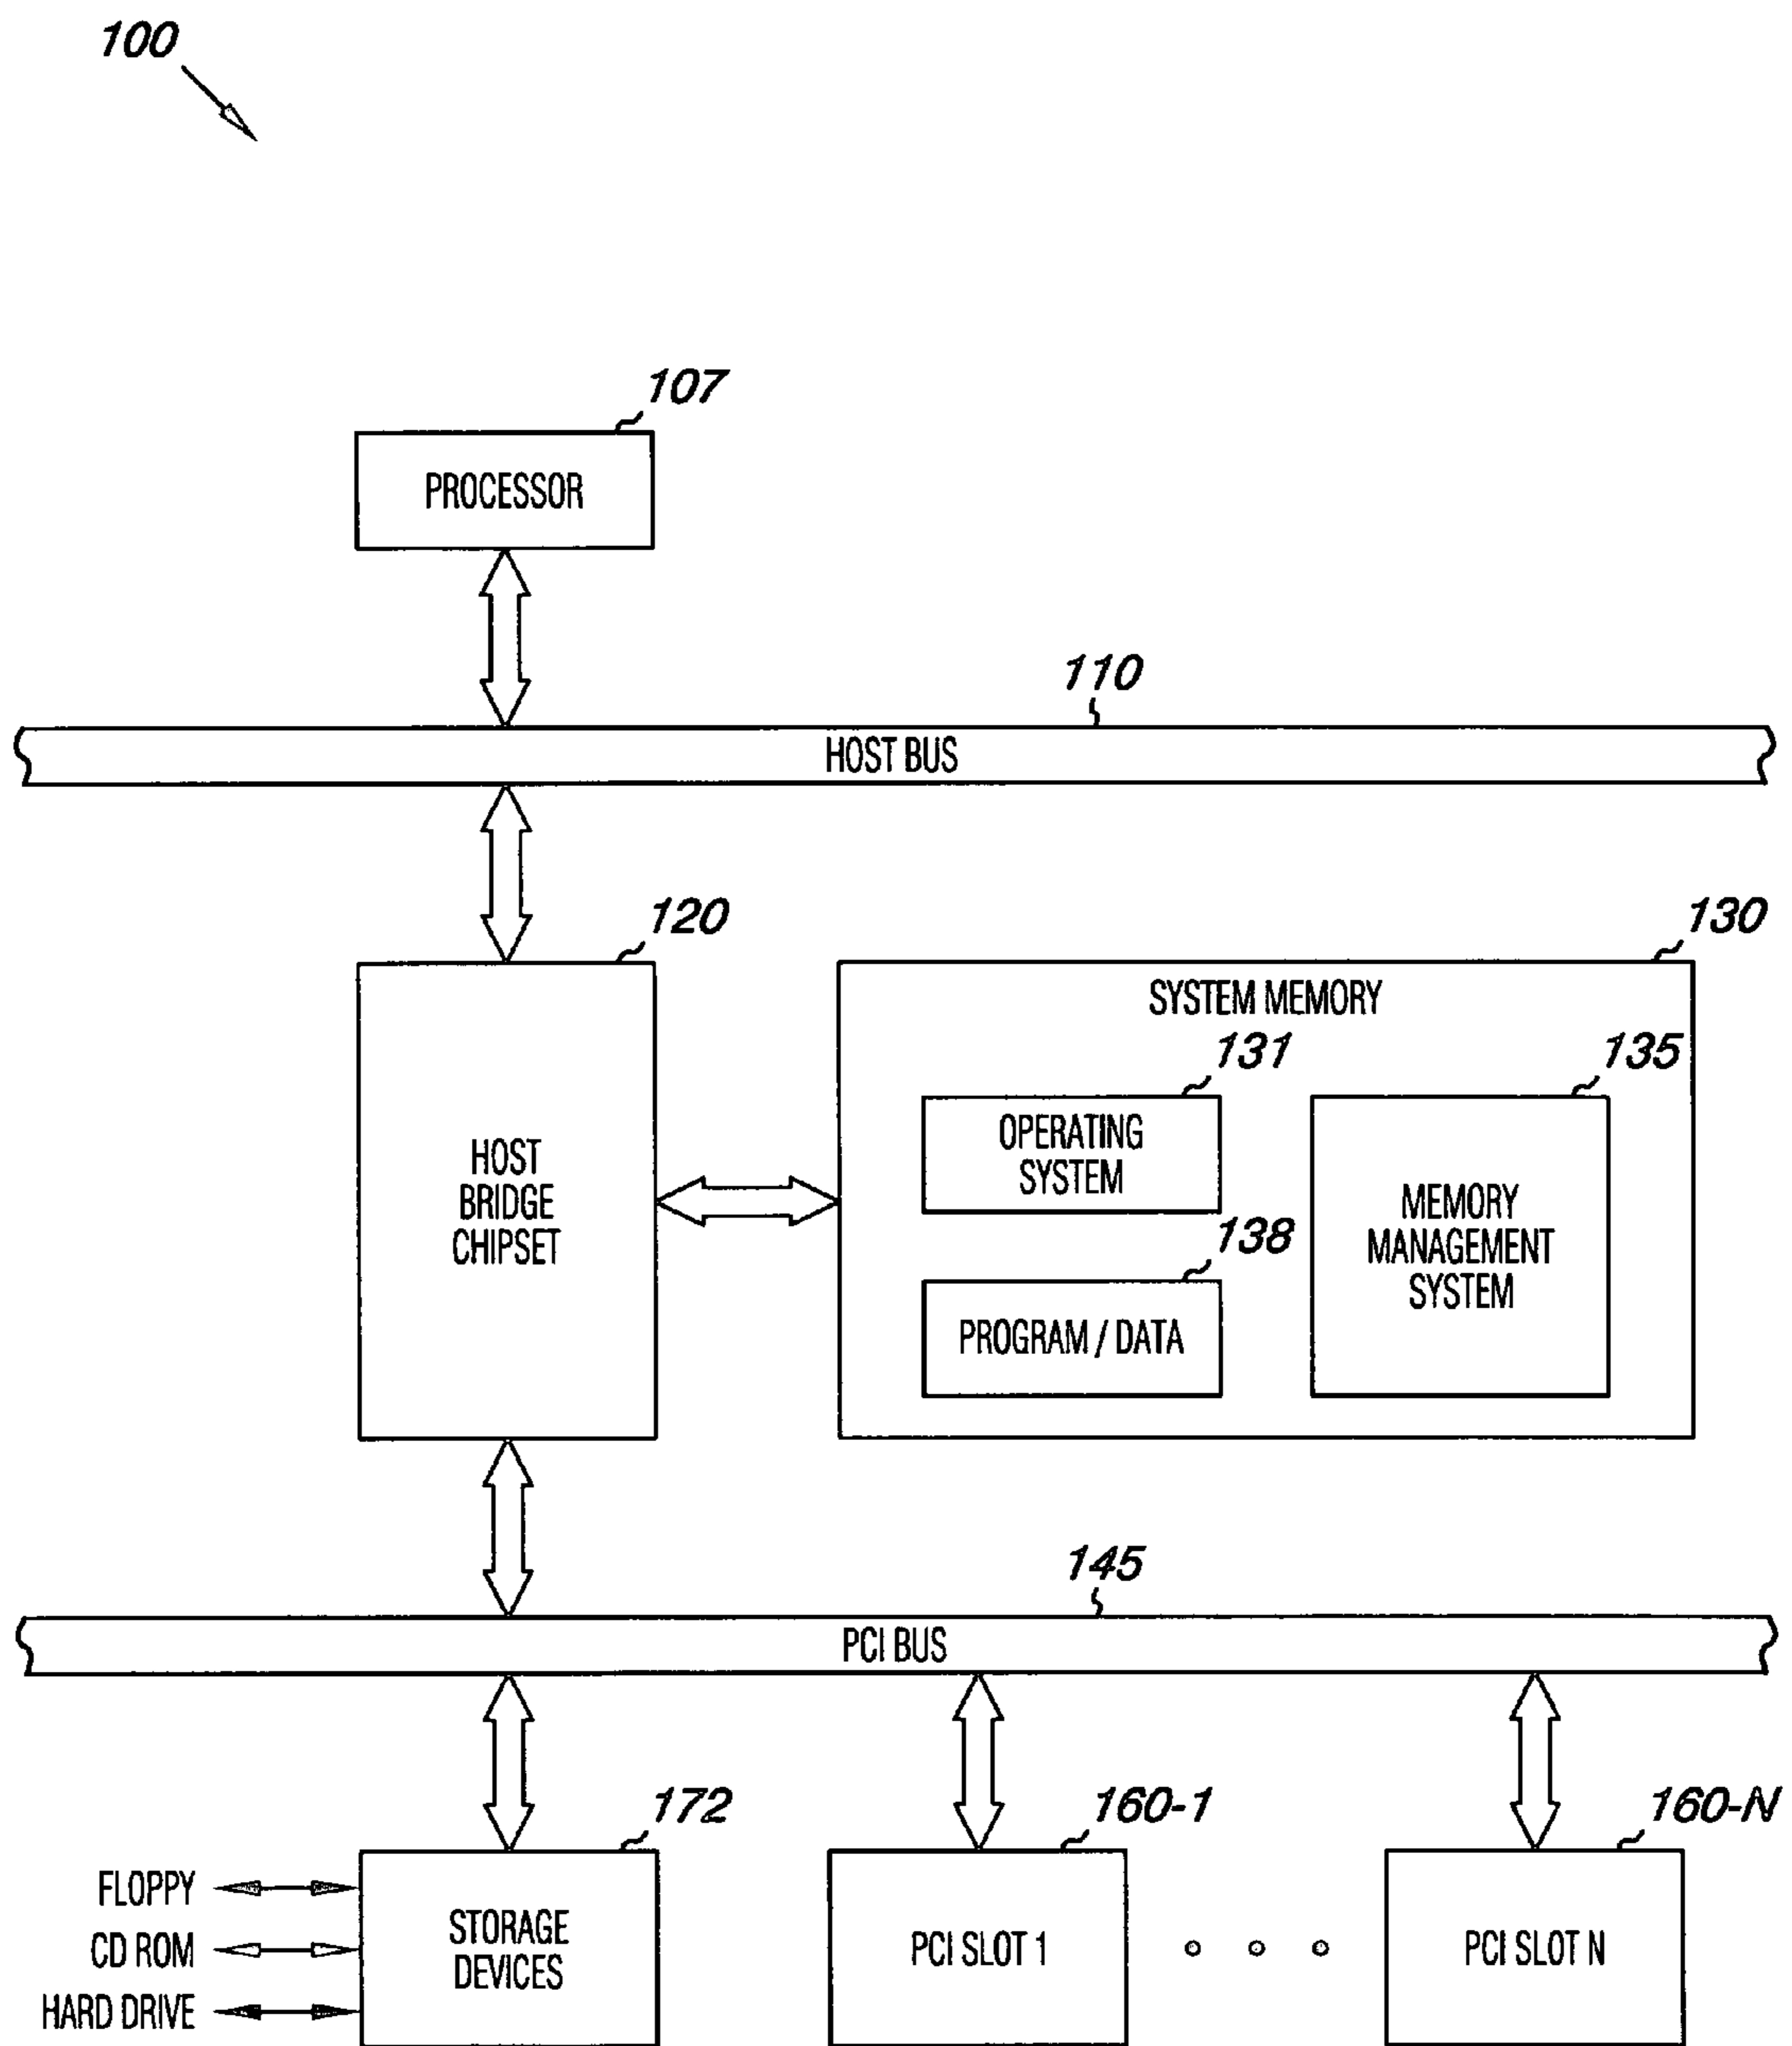 100
107
PROCESSOR
110
HOST BUS
120
130
SYSTEM MEMORY
131
135
OPERATING
SYSTEM
HOST
BRIDGE
CHIPSET
MEMORY
MANAGEMENT
SYSTEM
138
PROGRAM / DATA
145
PCI BUS
172
160-1
160-N
FLOPPY
CD ROM
HARD DRIVE
STORAGE
DEVICES
PCI SLOT 1
PCI SLOT N